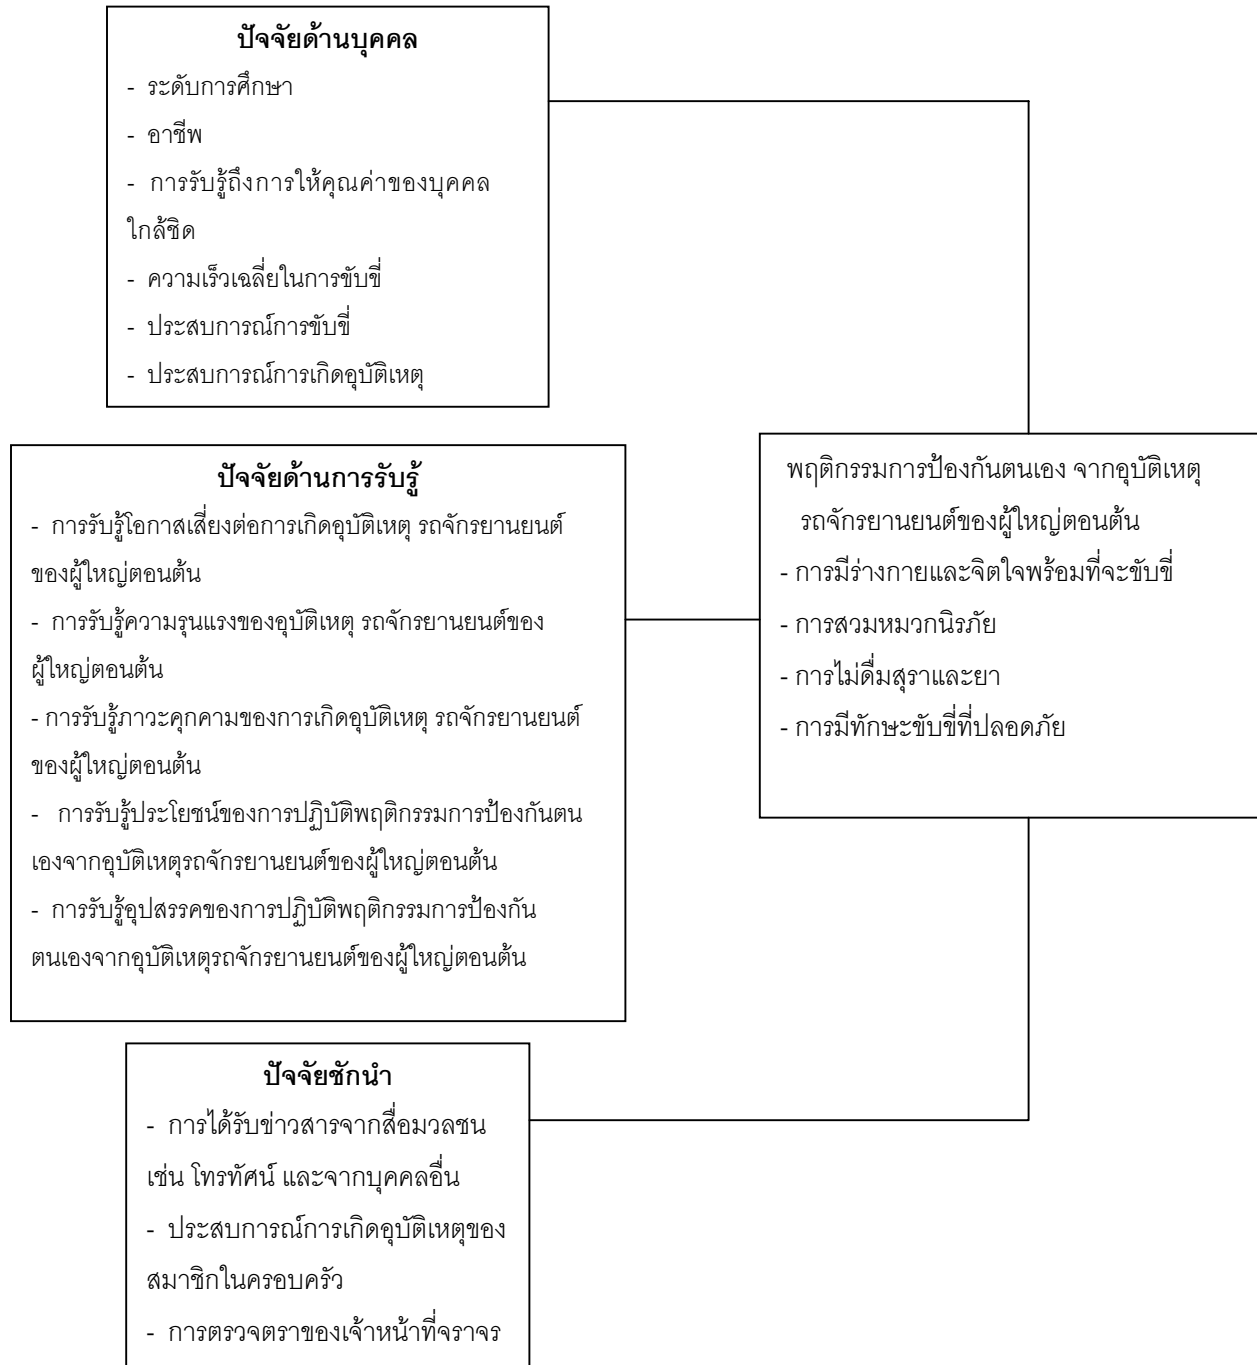 ปัจจัยด้านบุคคล
- ระดับการศึกษา
- อาชีพ
- การรับรู้ถึงการให้คุณค่าของบุคคล
ใกล้ชิด
- ความเร็วเฉลี่ยในการขับขี่
- ประสบการณ์การขับขี่
- ประสบการณ์การเกิดอุบัติเหตุ
ปัจจัยด้านการรับรู้
- การรับรู้โอกาสเสี่ยงต่อการเกิดอุบัติเหตุ รถจักรยานยนต์
ของผู้ใหญ่ตอนต้น
- การรับรู้ความรุนแรงของอุบัติเหตุ รถจักรยานยนต์ของ
ผู้ใหญ่ตอนต้น
- การรับรู้ภาวะคุกคามของการเกิดอุบัติเหตุ รถจักรยานยนต์
ของผู้ใหญ่ตอนต้น
- การรับรู้ประโยชน์ของการปฏิบัติพฤติกรรมการป้องกันตน
เองจากอุบัติเหตุรถจักรยานยนต์ของผู้ใหญ่ตอนต้น
- การรับรู้อุปสรรคของการปฏิบัติพฤติกรรมการป้องกัน
ตนเองจากอุบัติเหตุรถจักรยานยนต์ของผู้ใหญ่ตอนต้น
พฤติกรรมการป้องกันตนเอง จากอุบัติเหตุ
รถจักรยานยนต์ของผู้ใหญ่ตอนต้น
- การมีร่างกายและจิตใจพร้อมที่จะขับขี่
- การสวมหมวกนิรภัย
- การไม่ดื่มสุราและยา
- การมีทักษะขับขี่ที่ปลอดภัย
ปัจจัยชักนำ
- การได้รับข่าวสารจากสื่อมวลชน
เช่น โทรทัศน์ และจากบุคคลอื่น
- ประสบการณ์การเกิดอุบัติเหตุของ
สมาชิกในครอบครัว
- การตรวจตราของเจ้าหน้าที่จราจร